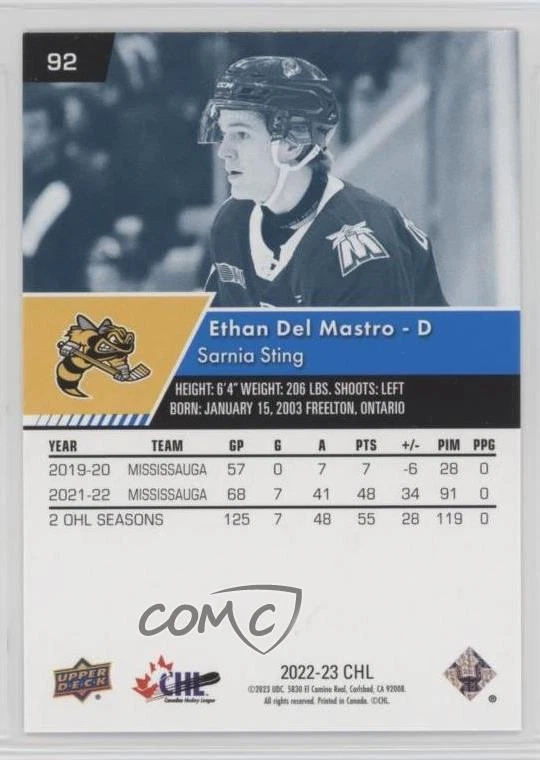 92
M
Ethan Del Mastro - D
Sarnia Sting
HEIGHT: 6'4" WEIGHT: 206 LBS. SHOOTS: LEFT
BORN: JANUARY 15, 2003 FREELTON, ONTARIO
YEAR TEAM GP G A PTS +/- PIM PPG
2019-20 MISSISSAUGA 57 0 7 7 -6 28 0
2021-22 MISSISSAUGA 68 7 41 48 34 91 0
2 OHL SEASONS 125 7 48 55 28 119 0
COMC
UPPER DECK ®
CHL
Canadian Hockey League
2022-23 CHL
©2023 UDC. 5830 El Camino Real, Carlsbad, CA 92008.
All rights reserved. Printed in Canada. ©CHL.
®